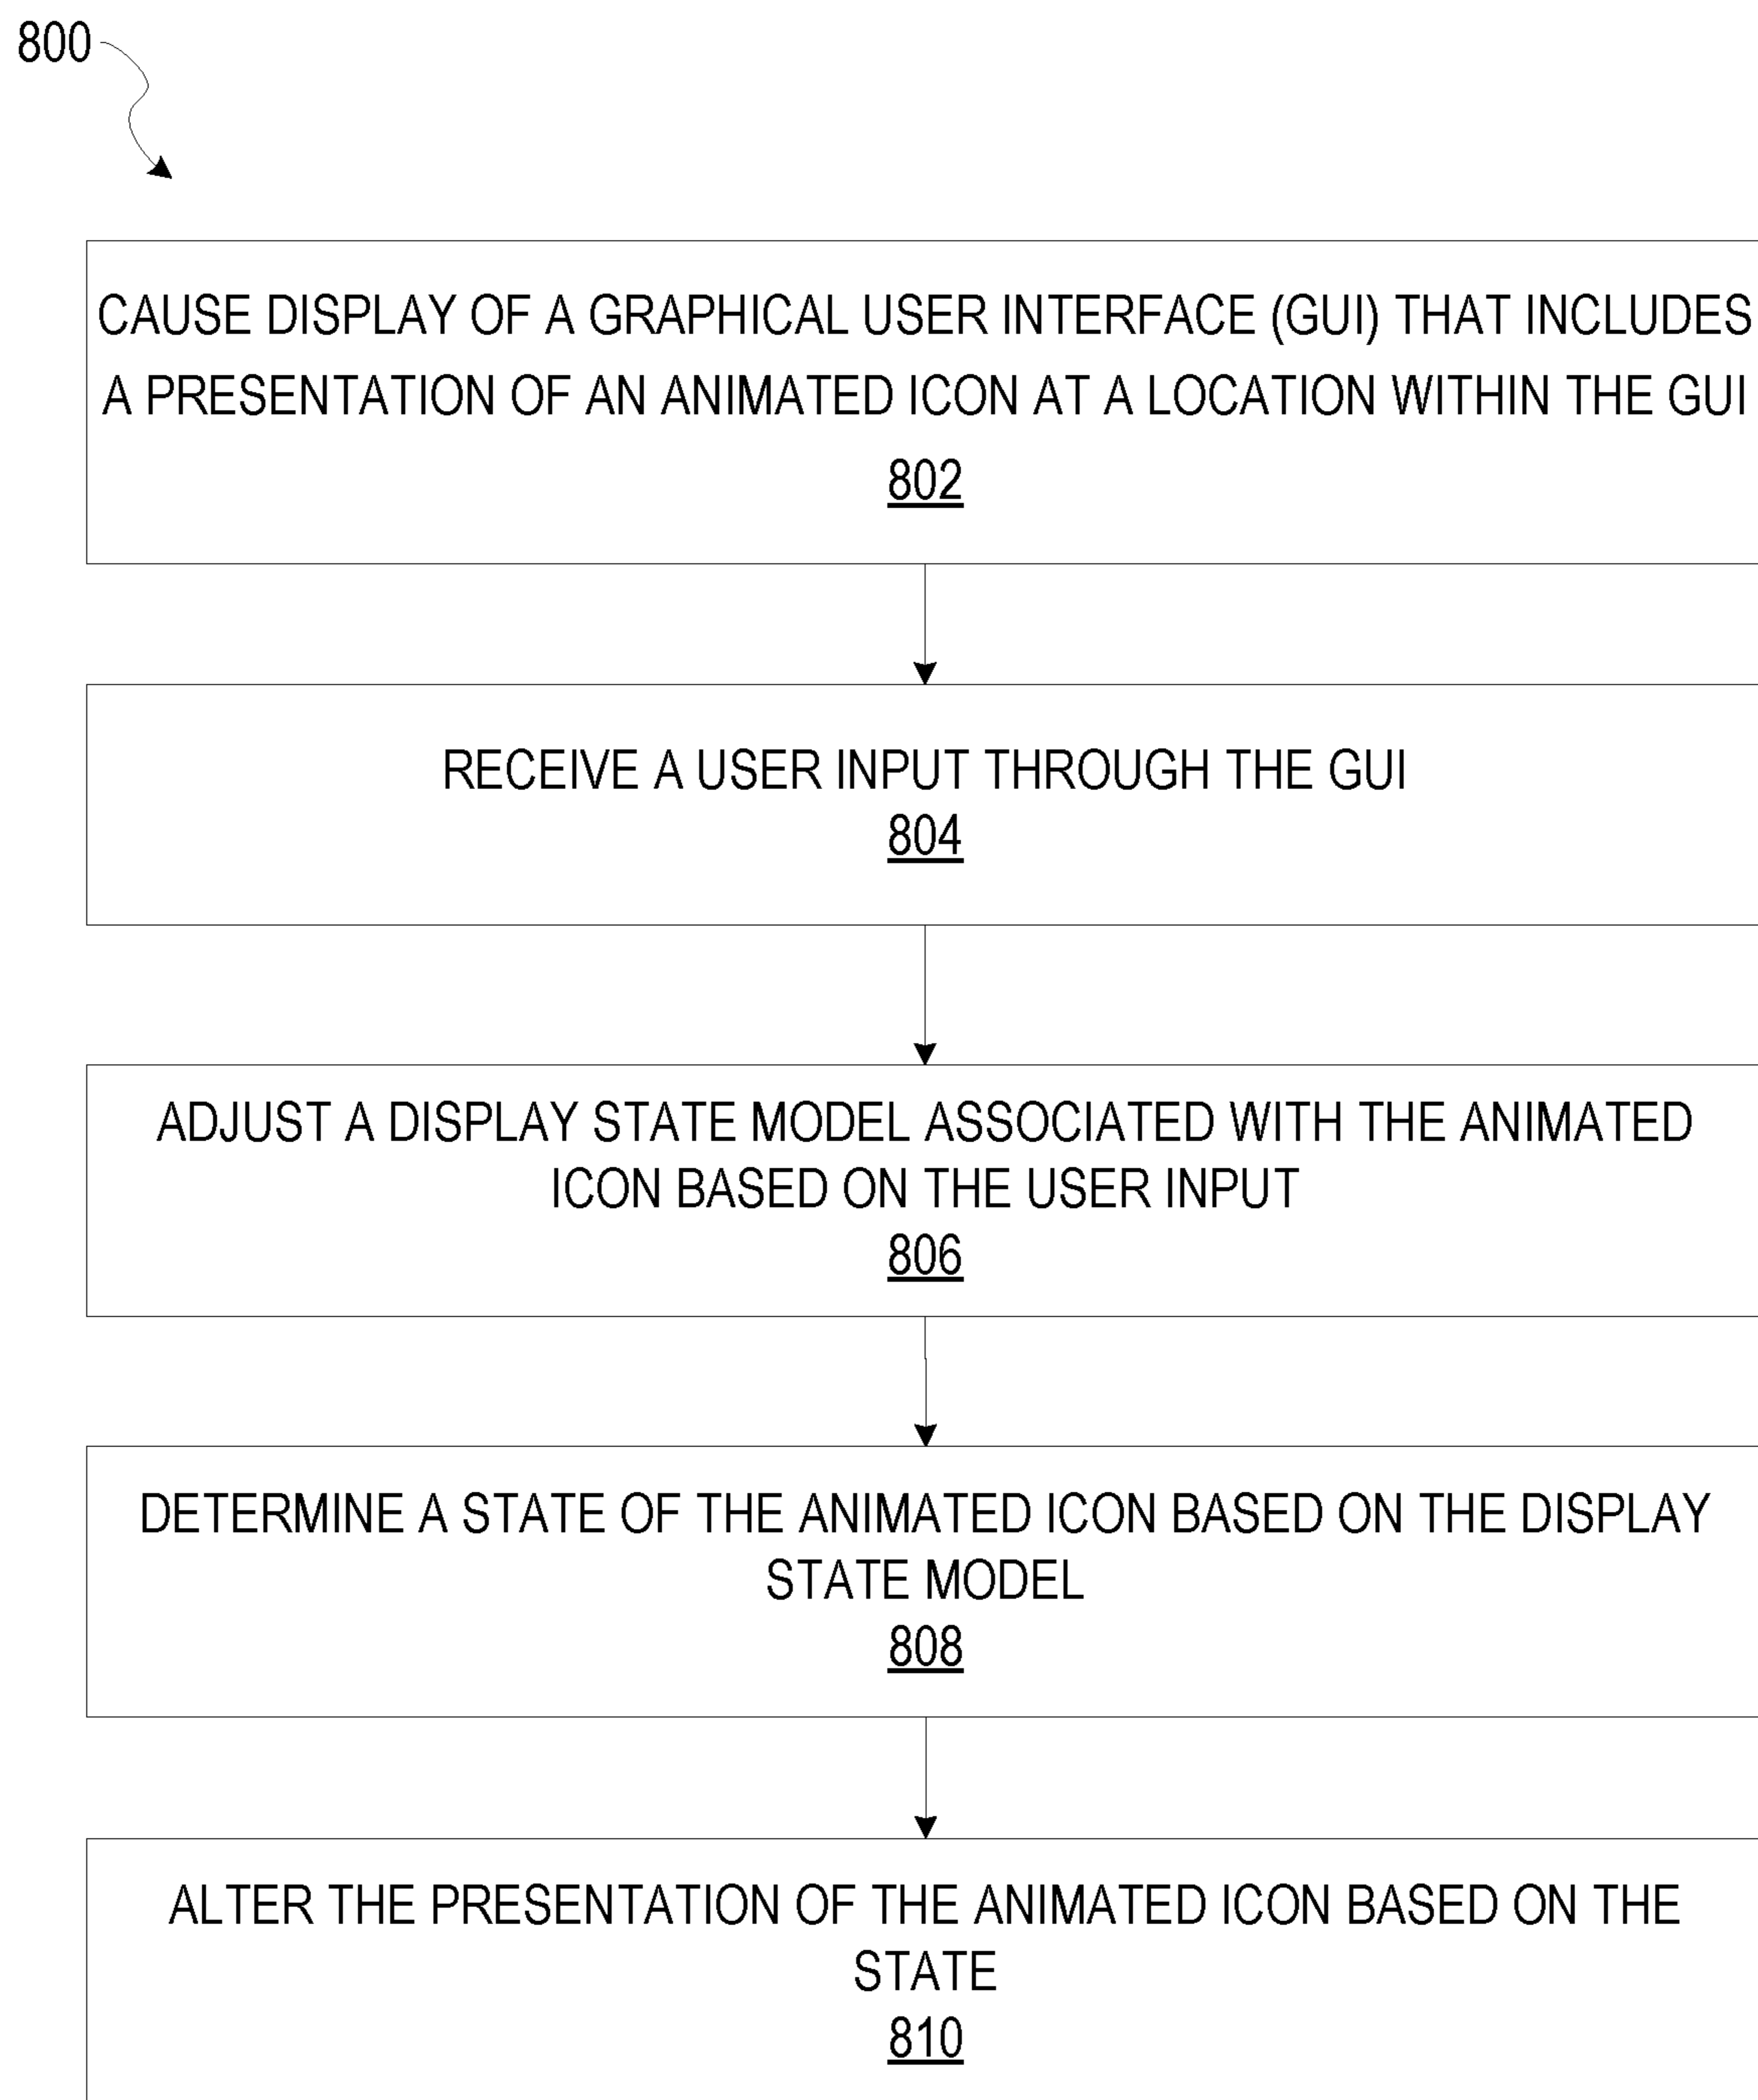 800
CAUSE DISPLAY OF A GRAPHICAL USER INTERFACE (GUI) THAT INCLUDES
A PRESENTATION OF AN ANIMATED ICON AT A LOCATION WITHIN THE GUI
802
RECEIVE A USER INPUT THROUGH THE GUI
804
ADJUST A DISPLAY STATE MODEL ASSOCIATED WITH THE ANIMATED
ICON BASED ON THE USER INPUT
806
DETERMINE A STATE OF THE ANIMATED ICON BASED ON THE DISPLAY
STATE MODEL
808
ALTER THE PRESENTATION OF THE ANIMATED ICON BASED ON THE
STATE
810